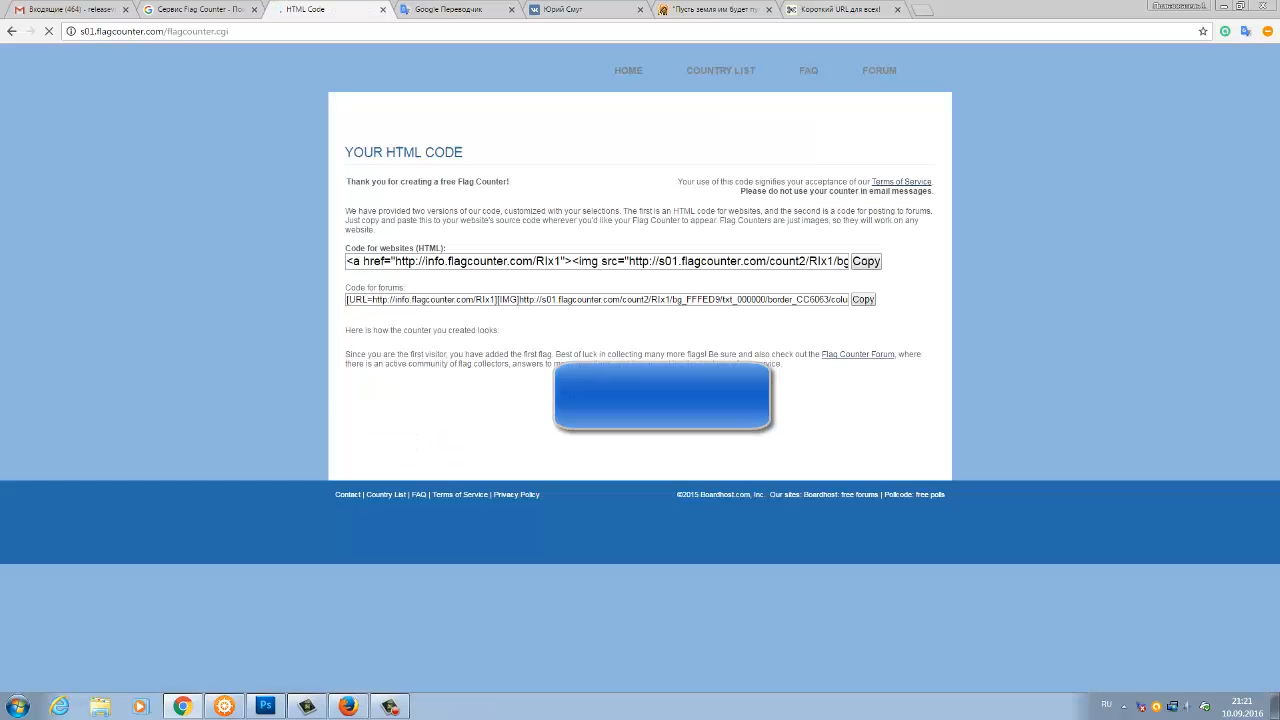 Входящие (464) - release
Сервис Flag Counter - По
HTML Code
Google Переводчик
Юрий Смут
"Пусть земля им будет пу
Короткий URL для всех!
s01.flagcounter.com/flagcounter.cgi
HOME COUNTRY LIST FAQ FORUM
YOUR HTML CODE
Thank you for creating a free Flag Counter!
Your use of this code signifies your acceptance of our Terms of Service.
Please do not use your counter in email messages.
We have provided two versions of our code, customized with your selections. The first is an HTML code for websites, and the second is a code for posting to forums.
Just copy and paste this to your website's source code wherever you'd like your Flag Counter to appear. Flag Counters are just images, so they will work on any
website.
Code for websites (HTML):
<a href="http://info.flagcounter.com/RIx1"><img src="http://s01.flagcounter.com/count2/RIx1/bg Copy
Code for forums:
[URL=http://info.flagcounter.com/RIx1][IMG]http://s01.flagcounter.com/count2/RIx1/bg_FFFED9/txt_000000/border_CC6063/colu Copy
Here is how the counter you created looks:
Since you are the first visitor, you have added the first flag. Best of luck in collecting many more flags! Be sure and also check out the Flag Counter Forum, where
there is an active community of flag collectors, answers to
Contact | Country List | FAQ | Terms of Service | Privacy Policy
©2015 Boardhost.com, Inc. Our sites: Boardhost: free forums | Pollcode: free polls
RU
21:21
10.09.2016